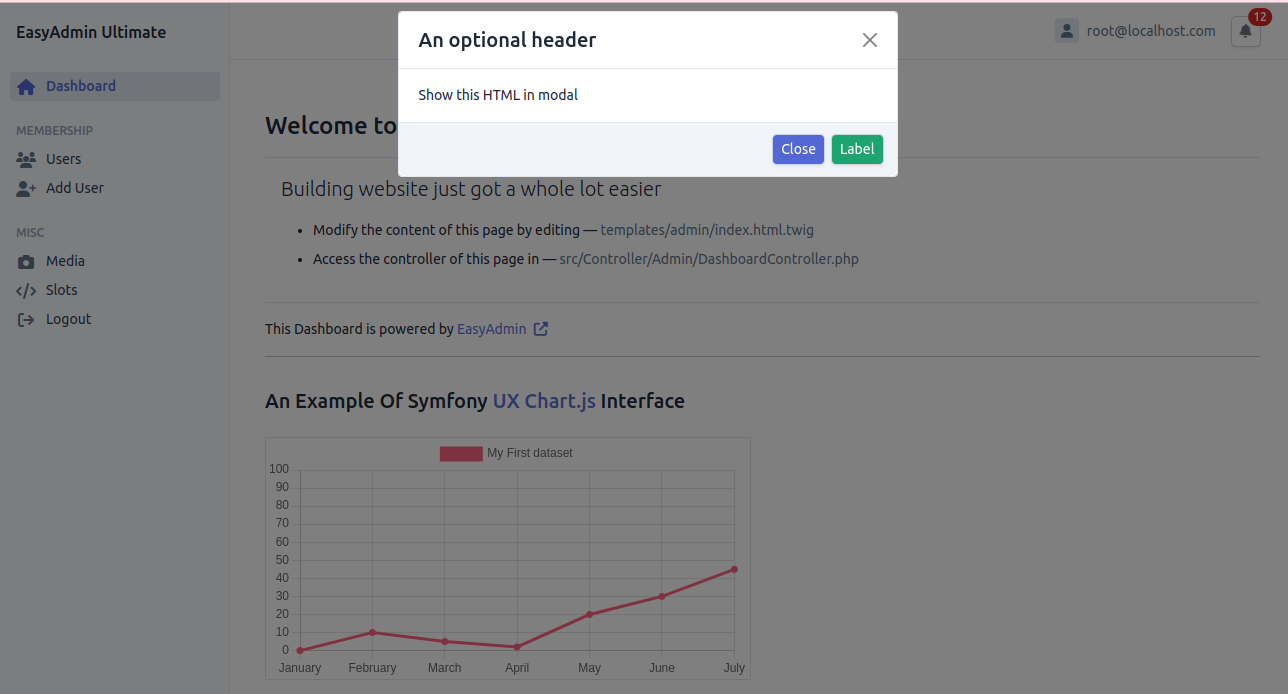 EasyAdmin Ultimate
Dashboard
MEMBERSHIP
Users
Add User
MISC
Media
Slots
Logout
root@localhost.com
12
An optional header
Show this HTML in modal
Close
Label
Welcome to
Building website just got a whole lot easier
• Modify the content of this page by editing — templates/admin/index.html.twig
• Access the controller of this page in — src/Controller/Admin/DashboardController.php
This Dashboard is powered by EasyAdmin
An Example Of Symfony UX Chart.js Interface
My First dataset
100
90
80
70
60
50
40
30
20
10
0
January February March April May June July